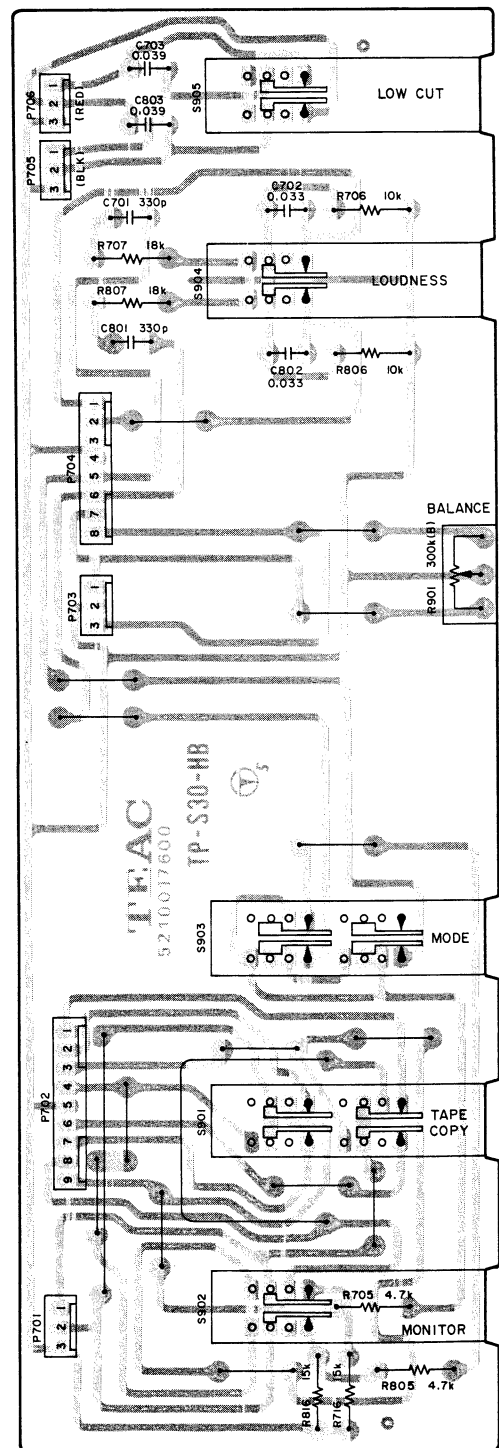 C703
0.039
P706
1
2
3
(RED)
S905
LOW CUT
C803
0.039
P705
1
2
3
(BLK)
C701 330p
C702
0.033
R706 10k
R707 18k
S904
LOUDNESS
R807 18k
C801 330p
C802
0.033
R806 10k
P704
1
2
3
4
5
6
7
8
BALANCE
300k(B)
R901
P703
1
2
3
TEAC
5210017600
TP-S30-MB
5
S903
MODE
P702
1
2
3
4
5
6
7
8
9
S901
TAPE
COPY
P701
1
2
3
S902
R705 4.7k
MONITOR
15k
15k
R816
R716
R805 4.7k